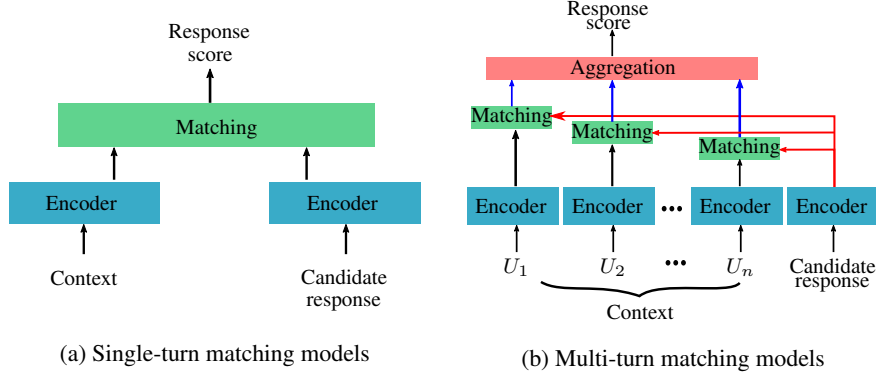 Response
score
Matching
Encoder
Encoder
Context
Candidate
response
(a) Single-turn matching models
Response
score
Aggregation
Matching
Matching
Matching
Encoder
Encoder
•••
Encoder
Encoder
U1
U2
•••
Un
Candidate
response
Context
(b) Multi-turn matching models